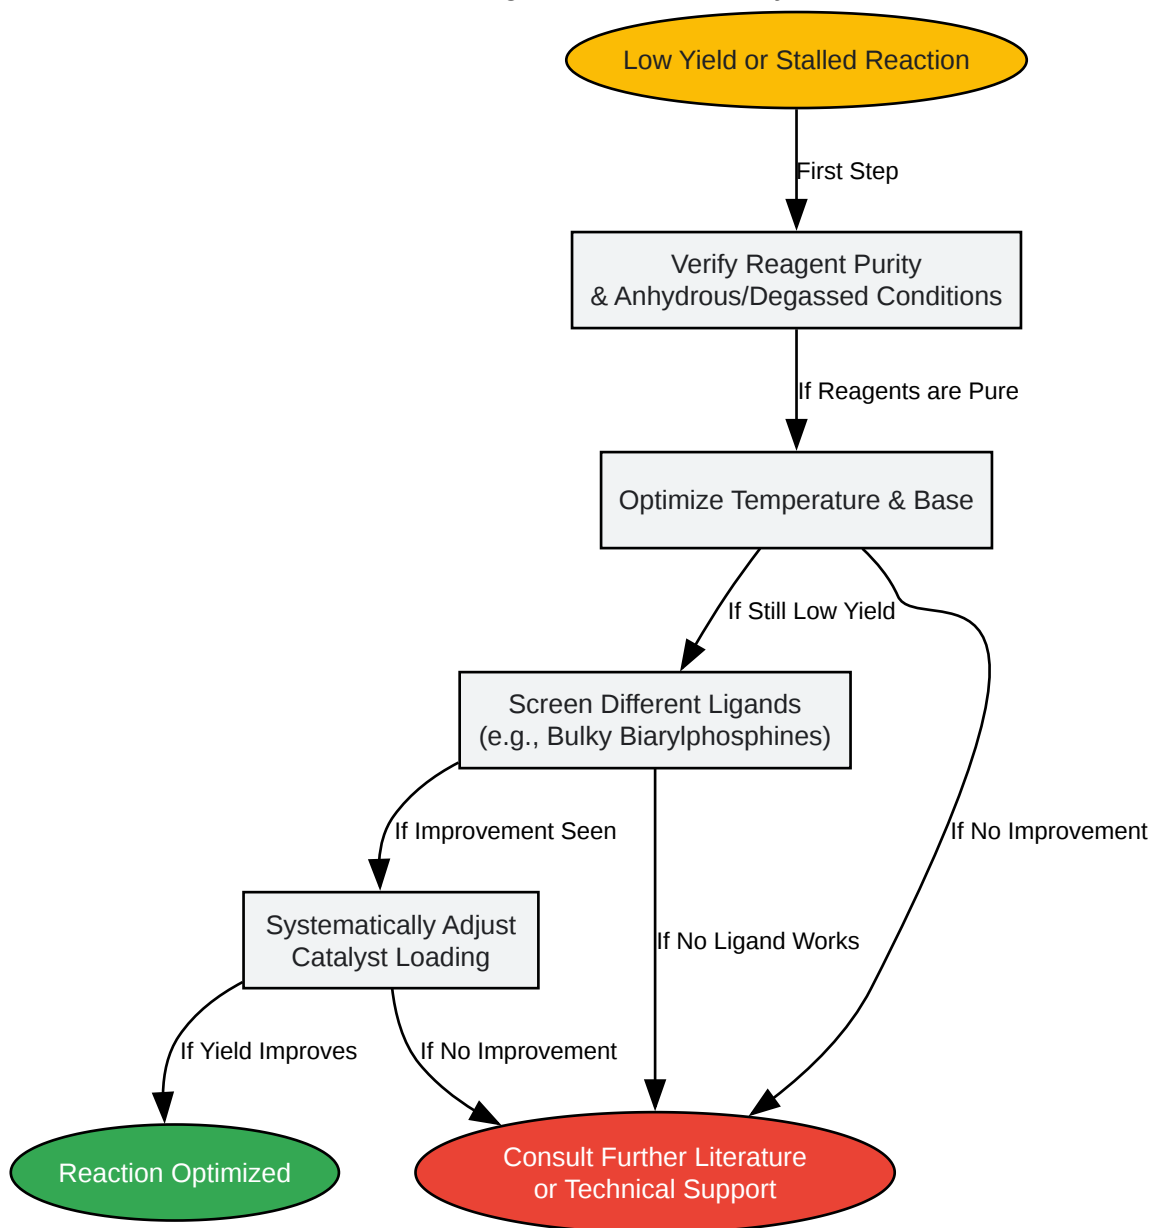 Low Yield or Stalled Reaction
First Step
Verify Reagent Purity
& Anhydrous/Degassed Conditions
If Reagents are Pure
Optimize Temperature & Base
If Still Low Yield
Screen Different Ligands
(e.g., Bulky Biarylphosphines)
If Improvement Seen
If No Improvement
Systematically Adjust
Catalyst Loading
If No Ligand Works
If Yield Improves
If No Improvement
Reaction Optimized
Consult Further Literature
or Technical Support